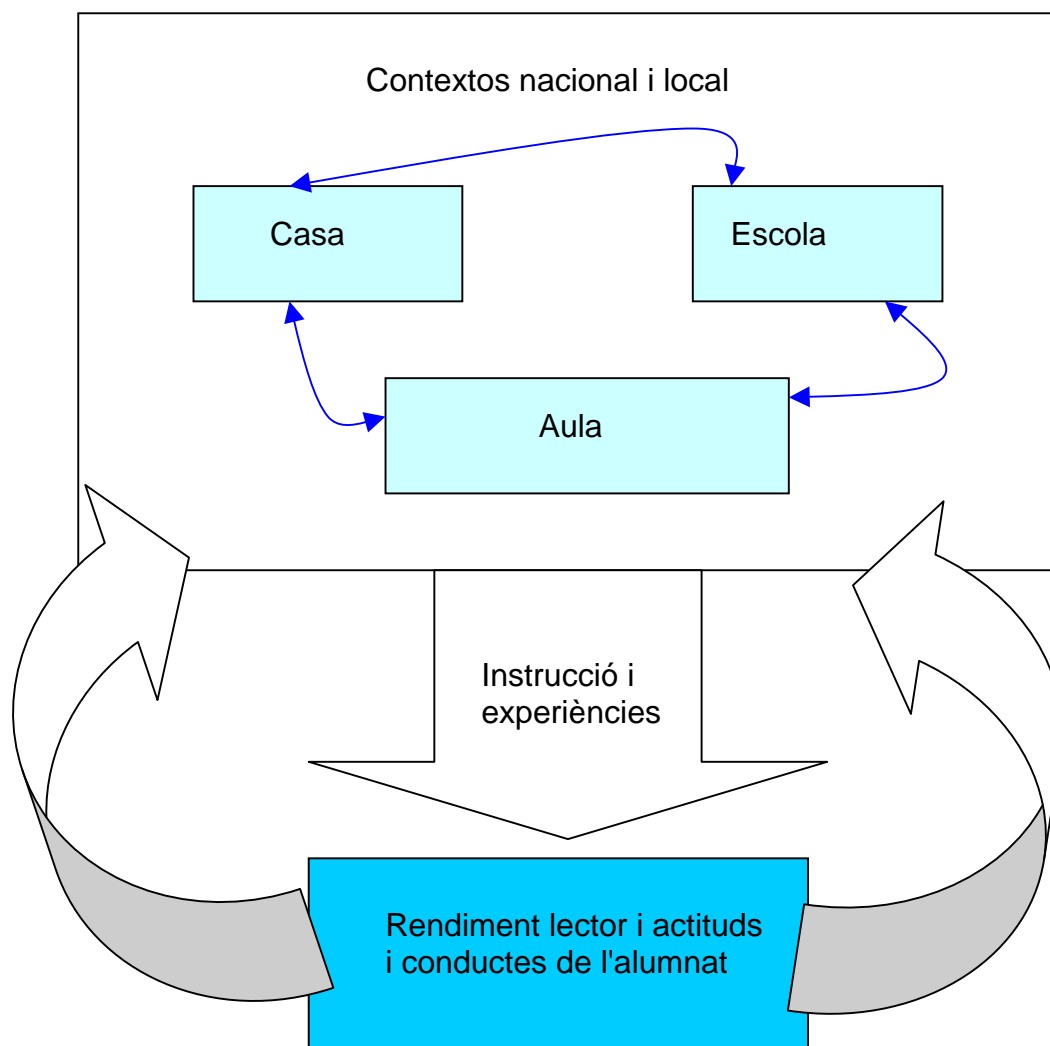 Contextos nacional i local
Casa
Escola
Aula
Instrucció i
experiències
Rendiment lector i actituds
i conductes de l'alumnat